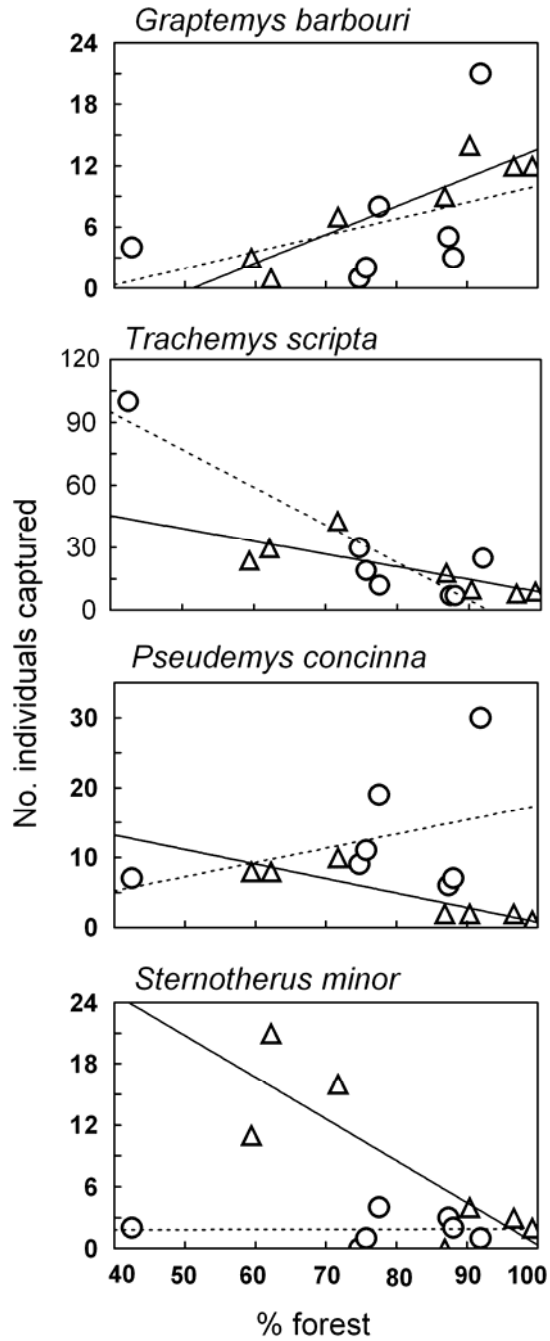 Graptemys barbouri
24
18
12
6
0
Trachemys scripta
120
90
60
30
0
No. individuals captured
Pseudemys concinna
30
20
10
0
Sternotherus minor
24
18
12
6
0
40 50 60 70 80 90 100
% forest